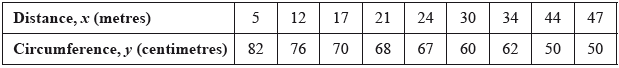 Distance, x (metres) 5 12 17 21 24 30 34 44 47
Circumference, y (centimetres) 82 76 70 68 67 60 62 50 50